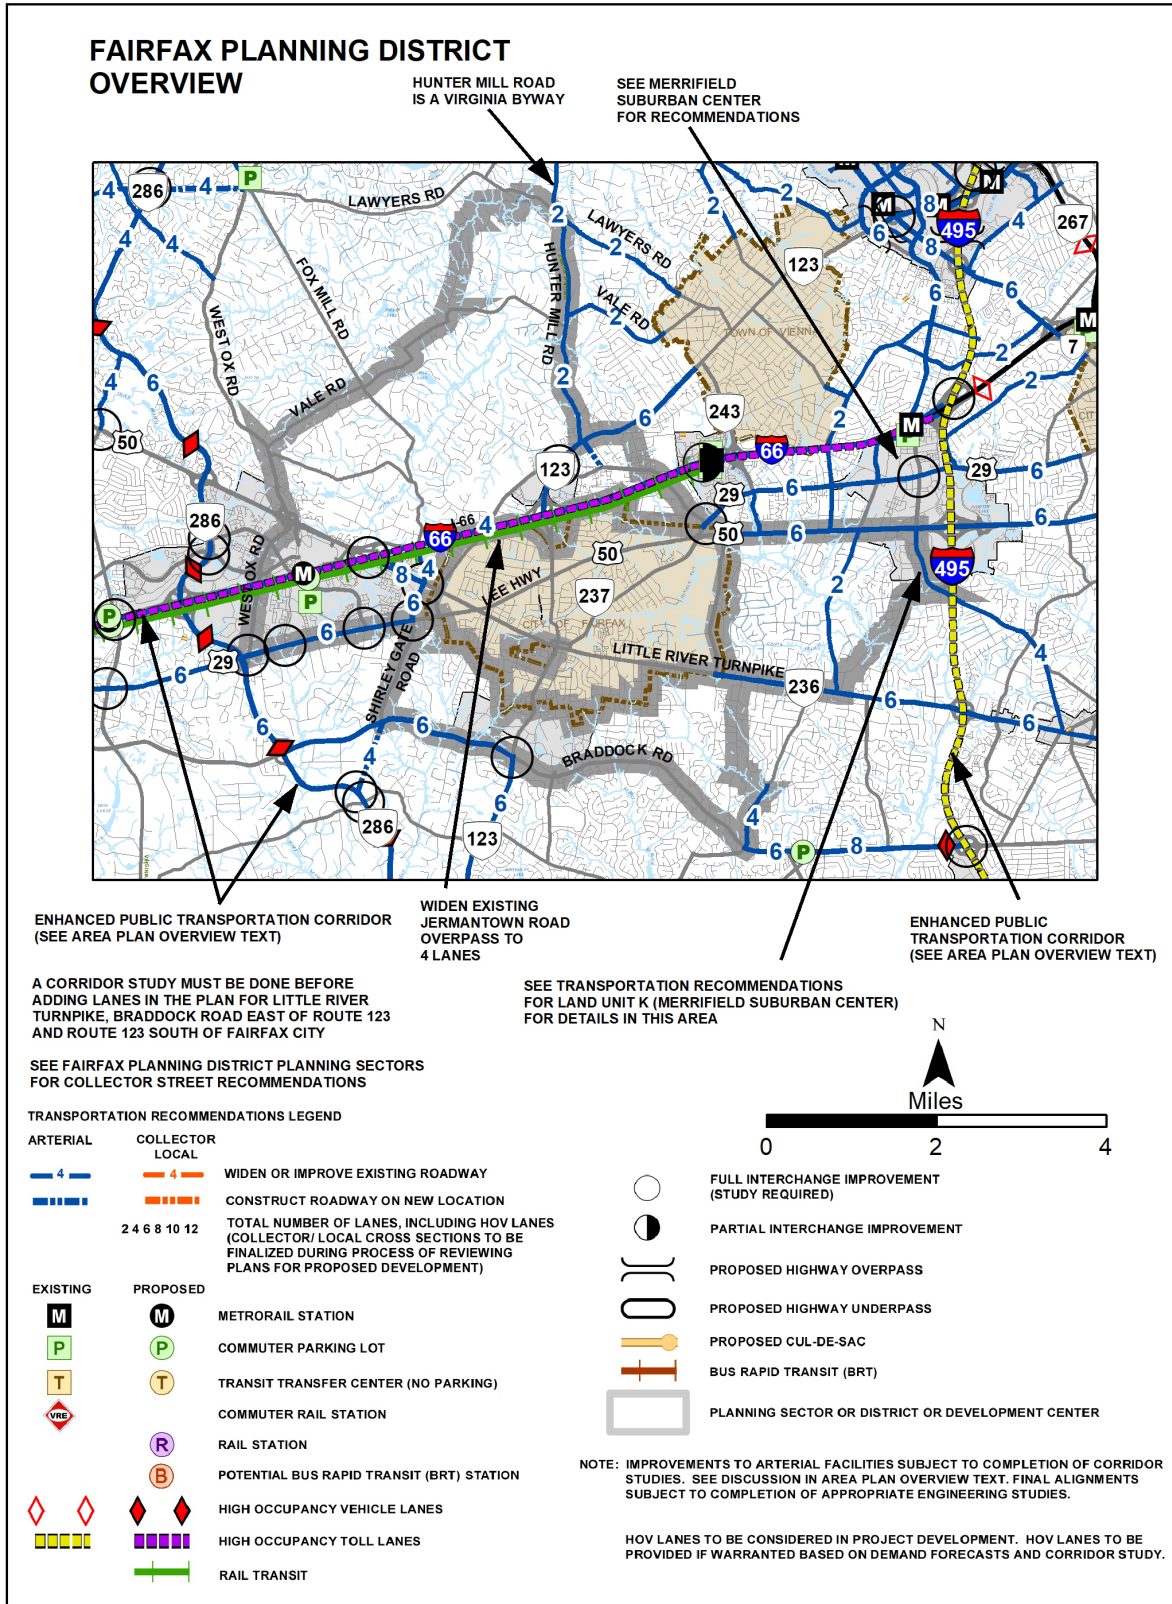 FAIRFAX PLANNING DISTRICT
OVERVIEW
HUNTER MILL ROAD
IS A VIRGINIA BYWAY
SEE MERRIFIELD
SUBURBAN CENTER
FOR RECOMMENDATIONS
4
286
4
P
LAWYERS RD
2
LAWYERS RD
2
2
2
123
M
M
8
6
8
495
M
4
267
4
4
FOX MILL RD
WEST OX RD
HUNTER MILL RD
VALE RD
2
TOWN OF VIENNA
6
6
M
7
2
2
4
6
VALE RD
2
6
243
2
M
P
50
123
66
29
6
286
I-66
66
4
29
6
50
6
6
WEST OX RD
M
8
4
50
LEE HWY
237
2
495
P
P
6
CITY OF FAIRFAX
29
6
SHIRLEY GATE
ROAD
LITTLE RIVER TURNPIKE
236
6
4
6
6
6
4
BRADDOCK RD
286
123
6
4
6
P
8
ENHANCED PUBLIC TRANSPORTATION CORRIDOR
(SEE AREA PLAN OVERVIEW TEXT)
WIDEN EXISTING
JERMANTOWN ROAD
OVERPASS TO
4 LANES
ENHANCED PUBLIC
TRANSPORTATION CORRIDOR
(SEE AREA PLAN OVERVIEW TEXT)
A CORRIDOR STUDY MUST BE DONE BEFORE
ADDING LANES IN THE PLAN FOR LITTLE RIVER
TURNPIKE, BRADDOCK ROAD EAST OF ROUTE 123
AND ROUTE 123 SOUTH OF FAIRFAX CITY
SEE TRANSPORTATION RECOMMENDATIONS
FOR LAND UNIT K (MERRIFIELD SUBURBAN CENTER)
FOR DETAILS IN THIS AREA
SEE FAIRFAX PLANNING DISTRICT PLANNING SECTORS
FOR COLLECTOR STREET RECOMMENDATIONS
N
Miles
0 2 4
TRANSPORTATION RECOMMENDATIONS LEGEND
ARTERIAL
COLLECTOR
LOCAL
4 4 WIDEN OR IMPROVE EXISTING ROADWAY
CONSTRUCT ROADWAY ON NEW LOCATION
2 4 6 8 10 12 TOTAL NUMBER OF LANES, INCLUDING HOV LANES
(COLLECTOR/ LOCAL CROSS SECTIONS TO BE
FINALIZED DURING PROCESS OF REVIEWING
PLANS FOR PROPOSED DEVELOPMENT)
EXISTING PROPOSED
M M METRORAIL STATION
P P COMMUTER PARKING LOT
T T TRANSIT TRANSFER CENTER (NO PARKING)
VRE COMMUTER RAIL STATION
R RAIL STATION
B POTENTIAL BUS RAPID TRANSIT (BRT) STATION
HIGH OCCUPANCY VEHICLE LANES
HIGH OCCUPANCY TOLL LANES
RAIL TRANSIT
FULL INTERCHANGE IMPROVEMENT
(STUDY REQUIRED)
PARTIAL INTERCHANGE IMPROVEMENT
PROPOSED HIGHWAY OVERPASS
PROPOSED HIGHWAY UNDERPASS
PROPOSED CUL-DE-SAC
BUS RAPID TRANSIT (BRT)
PLANNING SECTOR OR DISTRICT OR DEVELOPMENT CENTER
NOTE: IMPROVEMENTS TO ARTERIAL FACILITIES SUBJECT TO COMPLETION OF CORRIDOR
STUDIES. SEE DISCUSSION IN AREA PLAN OVERVIEW TEXT. FINAL ALIGNMENTS
SUBJECT TO COMPLETION OF APPROPRIATE ENGINEERING STUDIES.
HOV LANES TO BE CONSIDERED IN PROJECT DEVELOPMENT. HOV LANES TO BE
PROVIDED IF WARRANTED BASED ON DEMAND FORECASTS AND CORRIDOR STUDY.